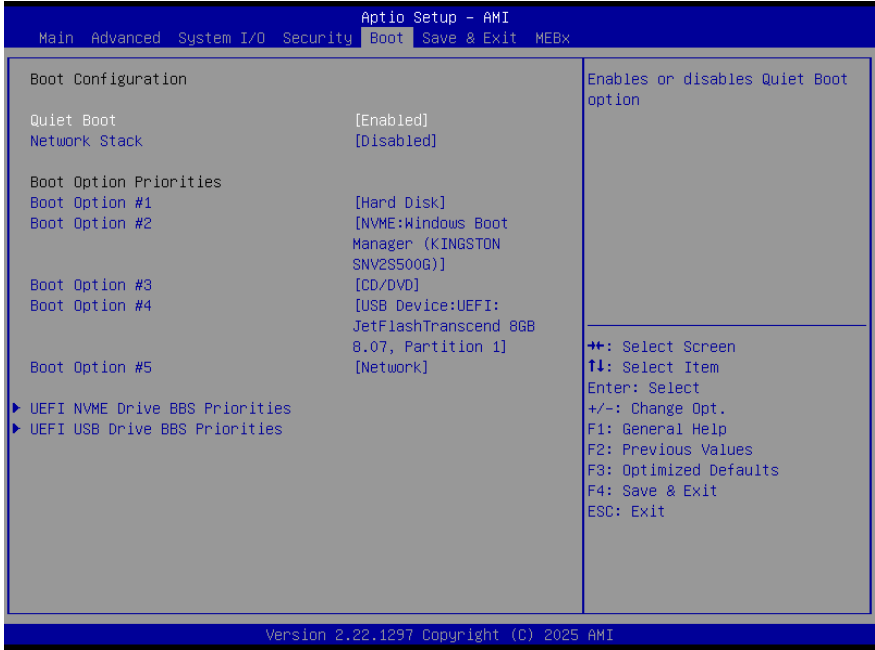 Aptio Setup – AMI
Main Advanced System I/O Security Boot Save & Exit MEBx
Boot Configuration
Quiet Boot [Enabled]
Network Stack [Disabled]
Boot Option Priorities
Boot Option #1 [Hard Disk]
Boot Option #2 [NVME:Windows Boot
Manager (KINGSTON
SNV2S500G)]
Boot Option #3 [CD/DVD]
Boot Option #4 [USB Device:UEFI:
JetFlashTranscend 8GB
8.07, Partition 1]
Boot Option #5 [Network]
UEFI NVME Drive BBS Priorities
UEFI USB Drive BBS Priorities
Enables or disables Quiet Boot
option
→←: Select Screen
↑↓: Select Item
Enter: Select
+/-: Change Opt.
F1: General Help
F2: Previous Values
F3: Optimized Defaults
F4: Save & Exit
ESC: Exit
Version 2.22.1297 Copyright (C) 2025 AMI